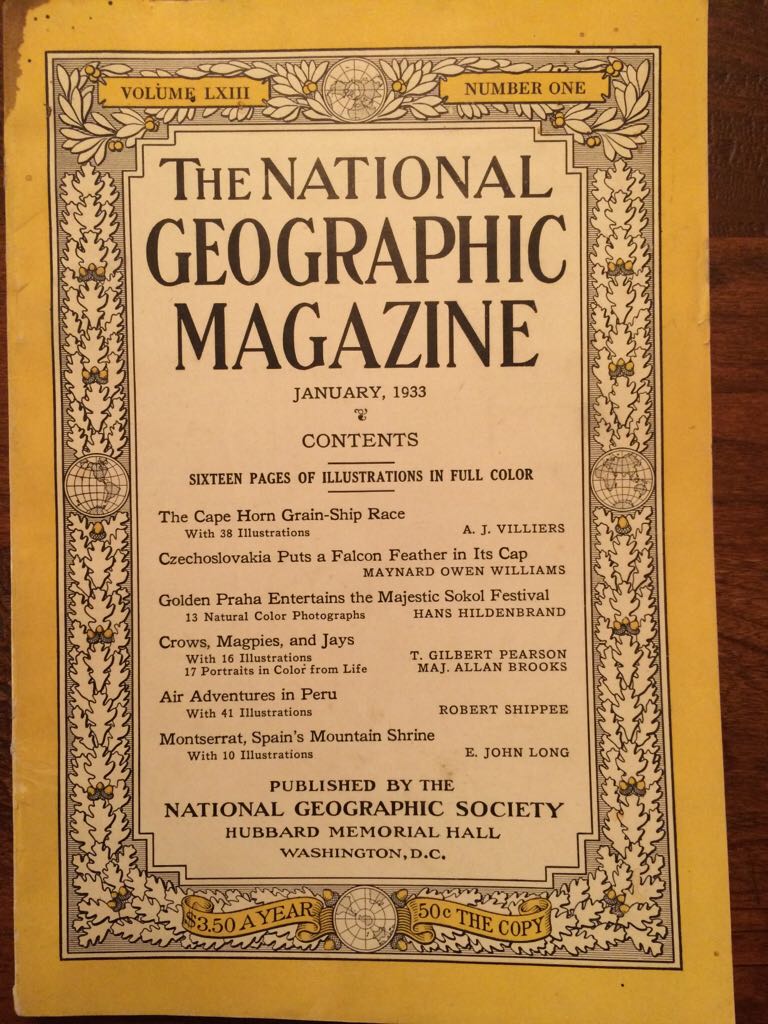 VOLUME LXIII NUMBER ONE
THE NATIONAL
GEOGRAPHIC
MAGAZINE
JANUARY, 1933
CONTENTS
SIXTEEN PAGES OF ILLUSTRATIONS IN FULL COLOR
The Cape Horn Grain-Ship Race
With 38 Illustrations A. J. VILLIERS
Czechoslovakia Puts a Falcon Feather in Its Cap
MAYNARD OWEN WILLIAMS
Golden Praha Entertains the Majestic Sokol Festival
13 Natural Color Photographs HANS HILDENBRAND
Crows, Magpies, and Jays
With 16 Illustrations T. GILBERT PEARSON
17 Portraits in Color from Life MAJ. ALLAN BROOKS
Air Adventures in Peru
With 41 Illustrations ROBERT SHIPPEE
Montserrat, Spain's Mountain Shrine
With 10 Illustrations E. JOHN LONG
PUBLISHED BY THE
NATIONAL GEOGRAPHIC SOCIETY
HUBBARD MEMORIAL HALL
WASHINGTON, D.C.
$3.50 A YEAR 50c THE COPY